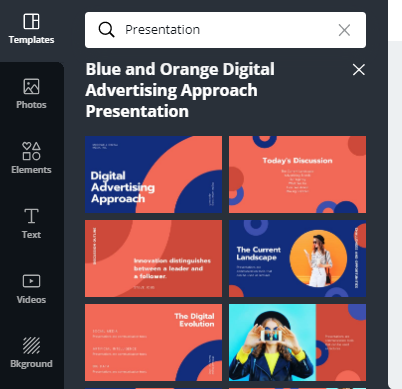 Templates
Presentation
Blue and Orange Digital
Advertising Approach
Presentation
Photos
Elements
Text
Videos
Bkground
Digital
Advertising
Approach
Today's Discussion
Innovation distinguishes
between a leader and
a follower.
The Current
Landscape
The Digital
Evolution